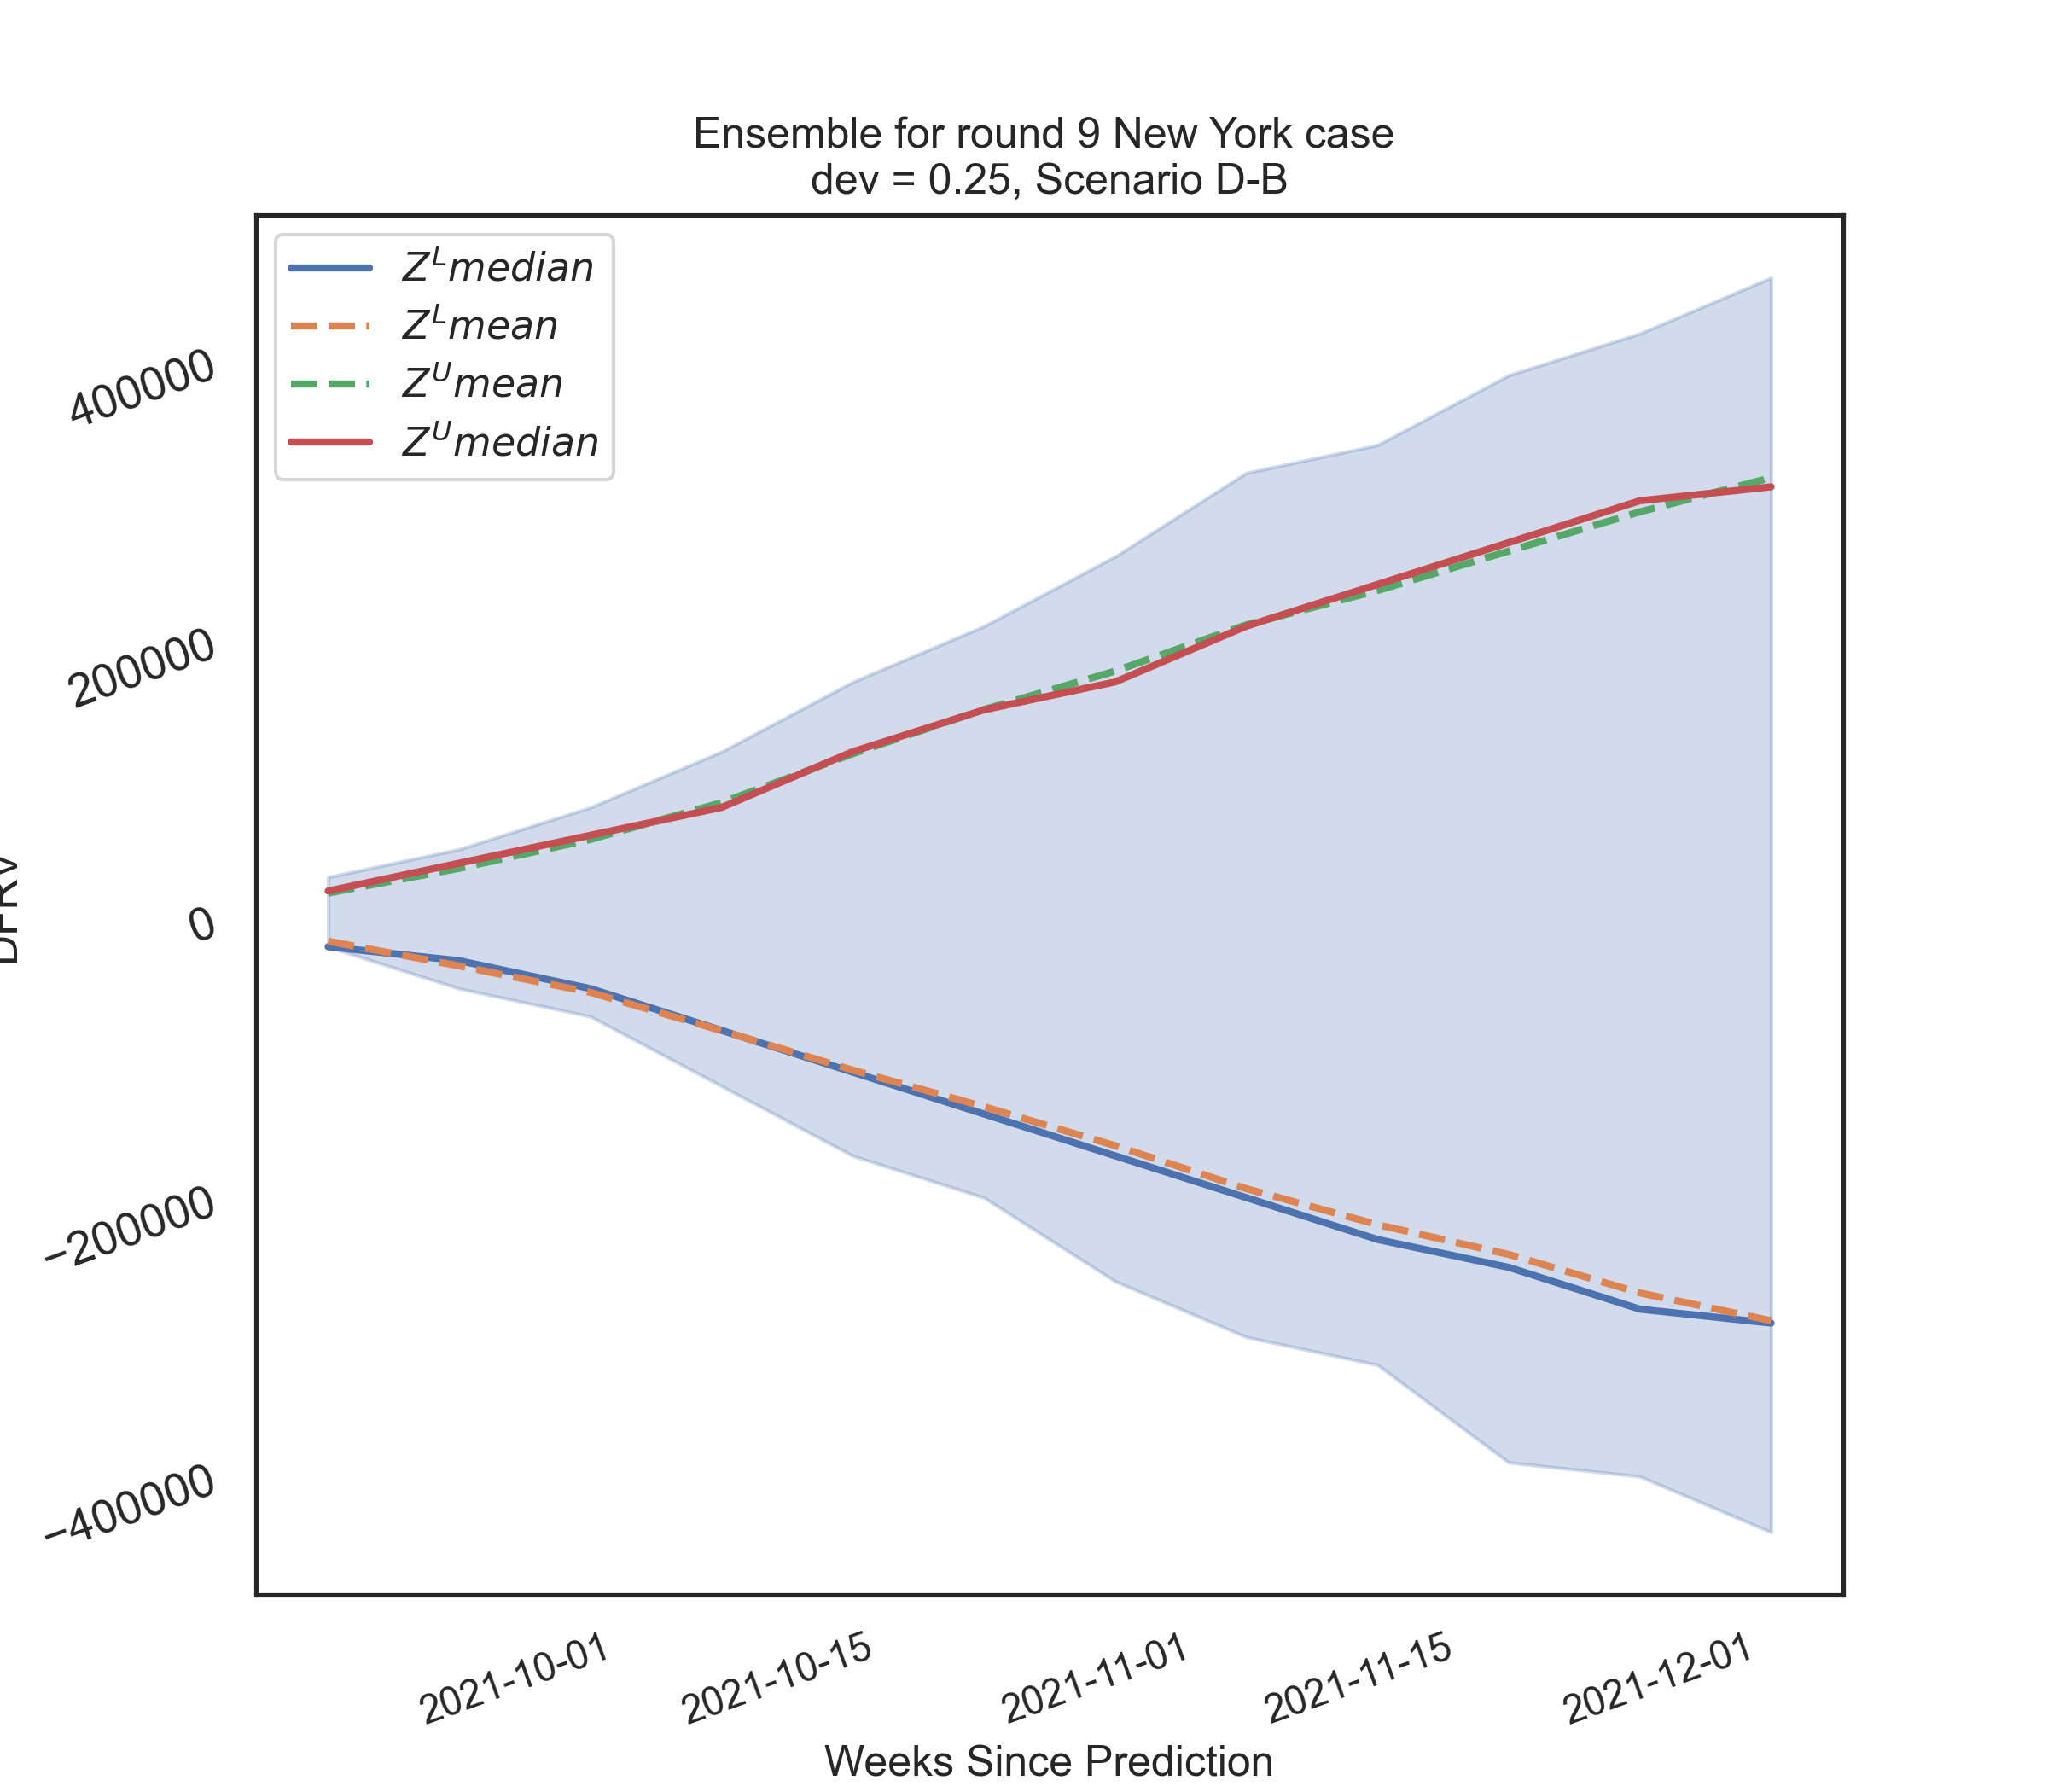 Ensemble for round 9 New York case
dev = 0.25, Scenario D-B
Z^L median
Z^L mean
Z^U mean
Z^U median
400000
200000
0
−200000
−400000
2021-10-01
2021-10-15
2021-11-01
2021-11-15
2021-12-01
Weeks Since Prediction